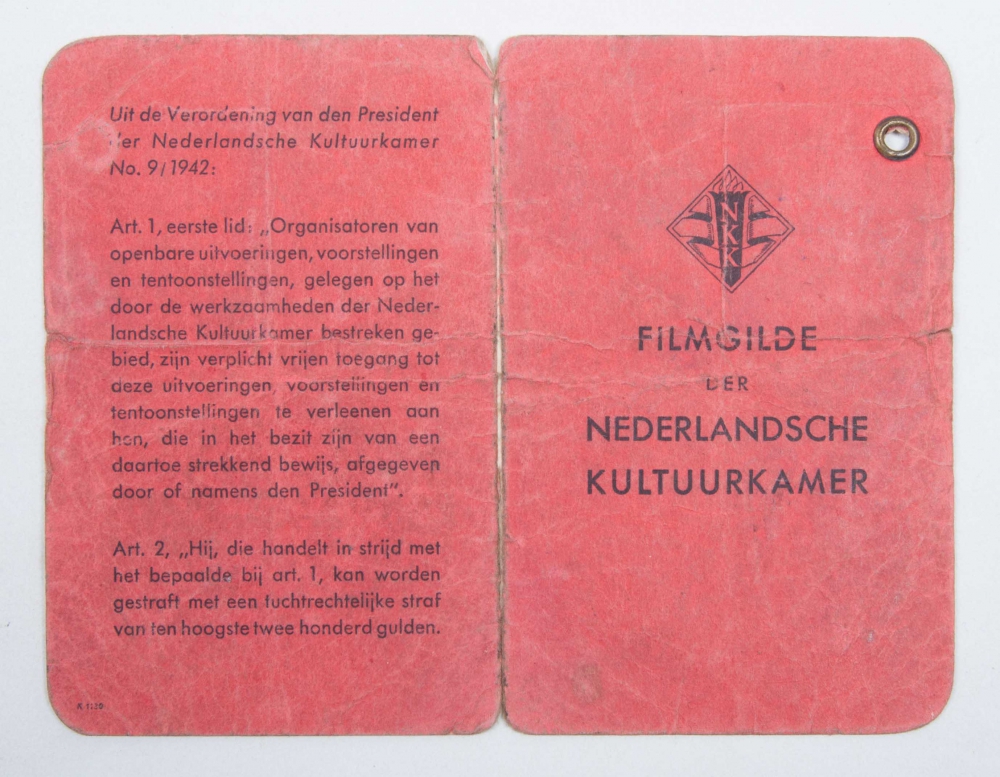 Uit de Verordening van den President
der Nederlandsche Kultuurkamer
No. 9/1942:
Art. 1, eerste lid: „Organisatoren van
openbare uitvoeringen, voorstellingen
en tentoonstellingen, gelegen op het
door de werkzaamheden der Neder-
landsche Kultuurkamer bestreken ge-
bied, zijn verplicht vrijen toegang tot
deze uitvoeringen, voorstellingen en
tentoonstellingen te verleenen aan
hen, die in het bezit zijn van een
daartoe strekkend bewijs, afgegeven
door of namens den President”.
Art. 2, „Hij, die handelt in strijd met
het bepaalde bij art. 1, kan worden
gestraft met een tuchtrechtelijke straf
van ten hoogste twee honderd gulden.
NKK
FILMGILDE
DER
NEDERLANDSCHE
KULTUURKAMER